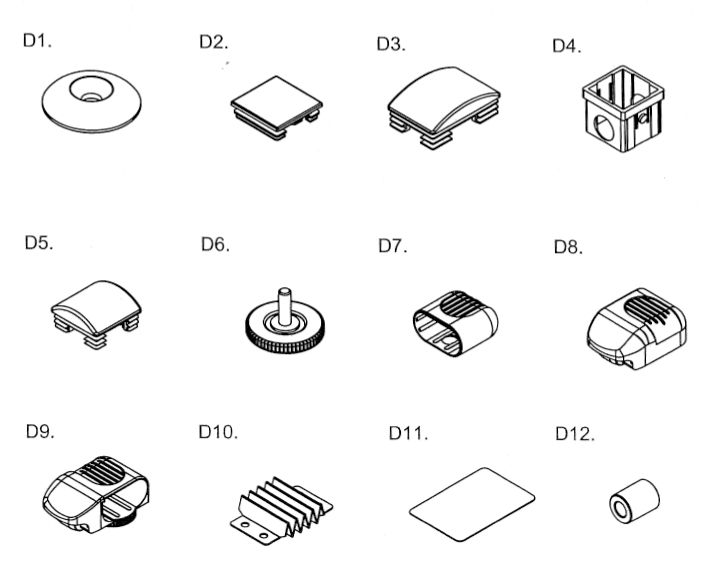 D1.
D2.
D3.
D4.
D5.
D6.
D7.
D8.
D9.
D10.
D11.
D12.